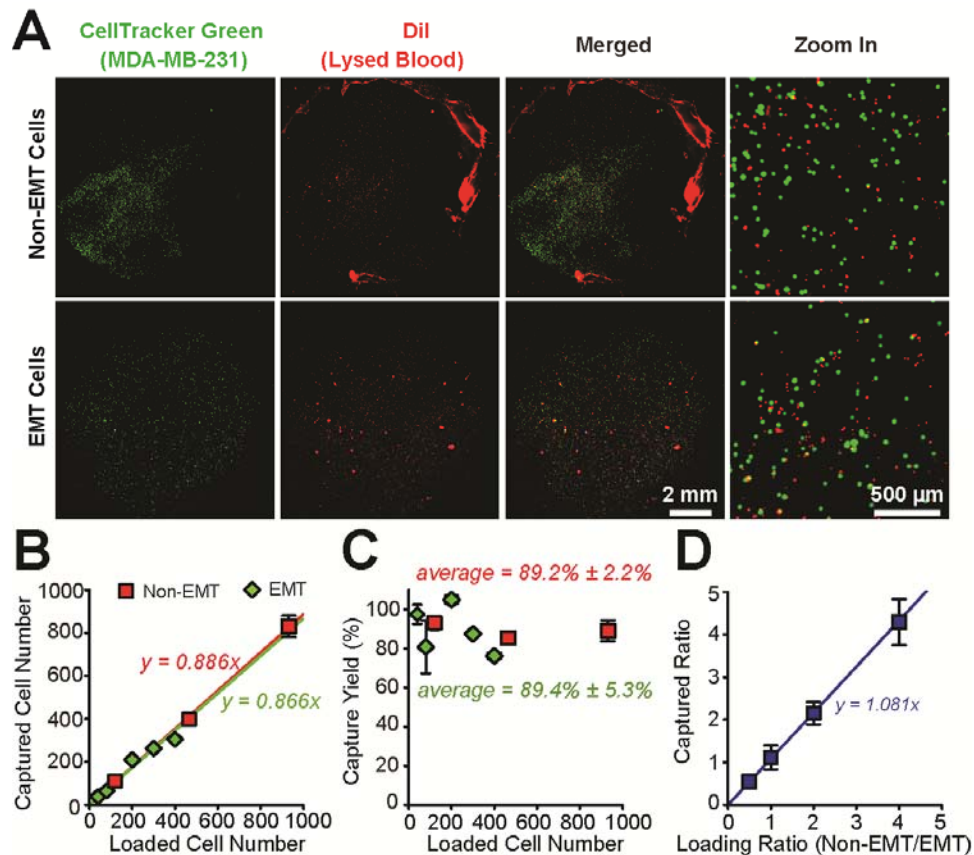 A
CellTracker Green
(MDA-MB-231)
Dil
(Lysed Blood)
Merged
Zoom In
Non-EMT Cells
EMT Cells
2 mm
500 µm
B
Captured Cell Number
1000
800
600
400
200
0
Non-EMT
EMT
y = 0.886x
y = 0.866x
0 200 400 600 800 1000
Loaded Cell Number
C
Capture Yield (%)
100
80
60
40
20
0
average = 89.2% ± 2.2%
average = 89.4% ± 5.3%
0 200 400 600 800 1000
Loaded Cell Number
D
Captured Ratio
5
4
3
2
1
0
y = 1.081x
0 1 2 3 4 5
Loading Ratio (Non-EMT/EMT)